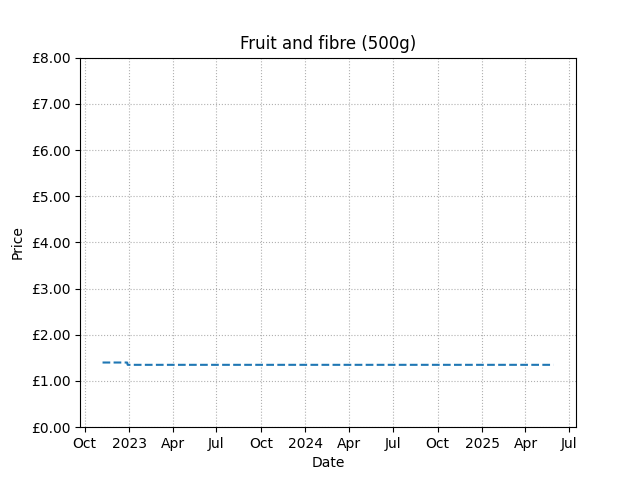 Fruit and fibre (500g)
£8.00
£7.00
£6.00
£5.00
£4.00
£3.00
£2.00
£1.00
£0.00
Price
Oct 2023 Apr Jul Oct 2024 Apr Jul Oct 2025 Apr Jul
Date